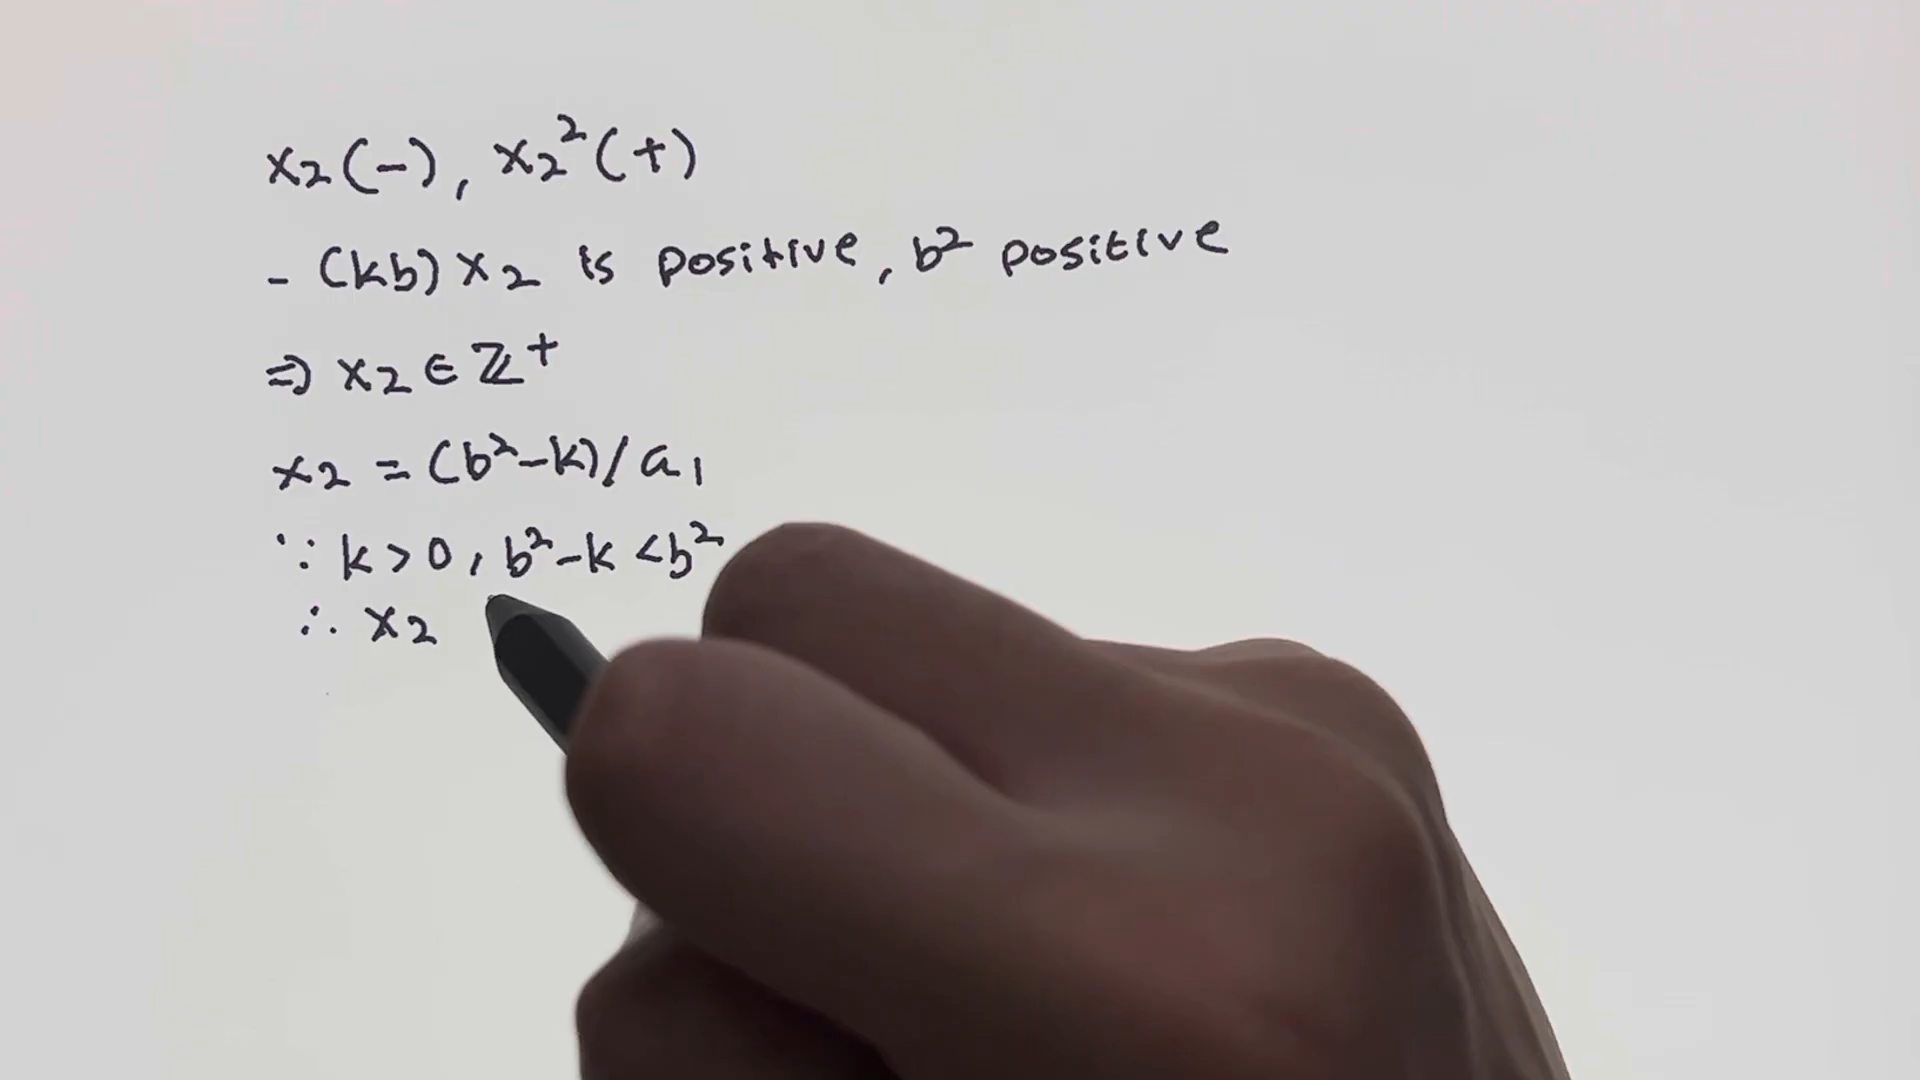 x₂(-), x₂²(+)
-(kb)x₂ is positive, b² positive
⇒ x₂ ∈ ℤ⁺
x₂ = (b²-k)/a₁
∵ k>0, b²-k <b²
∴ x₂